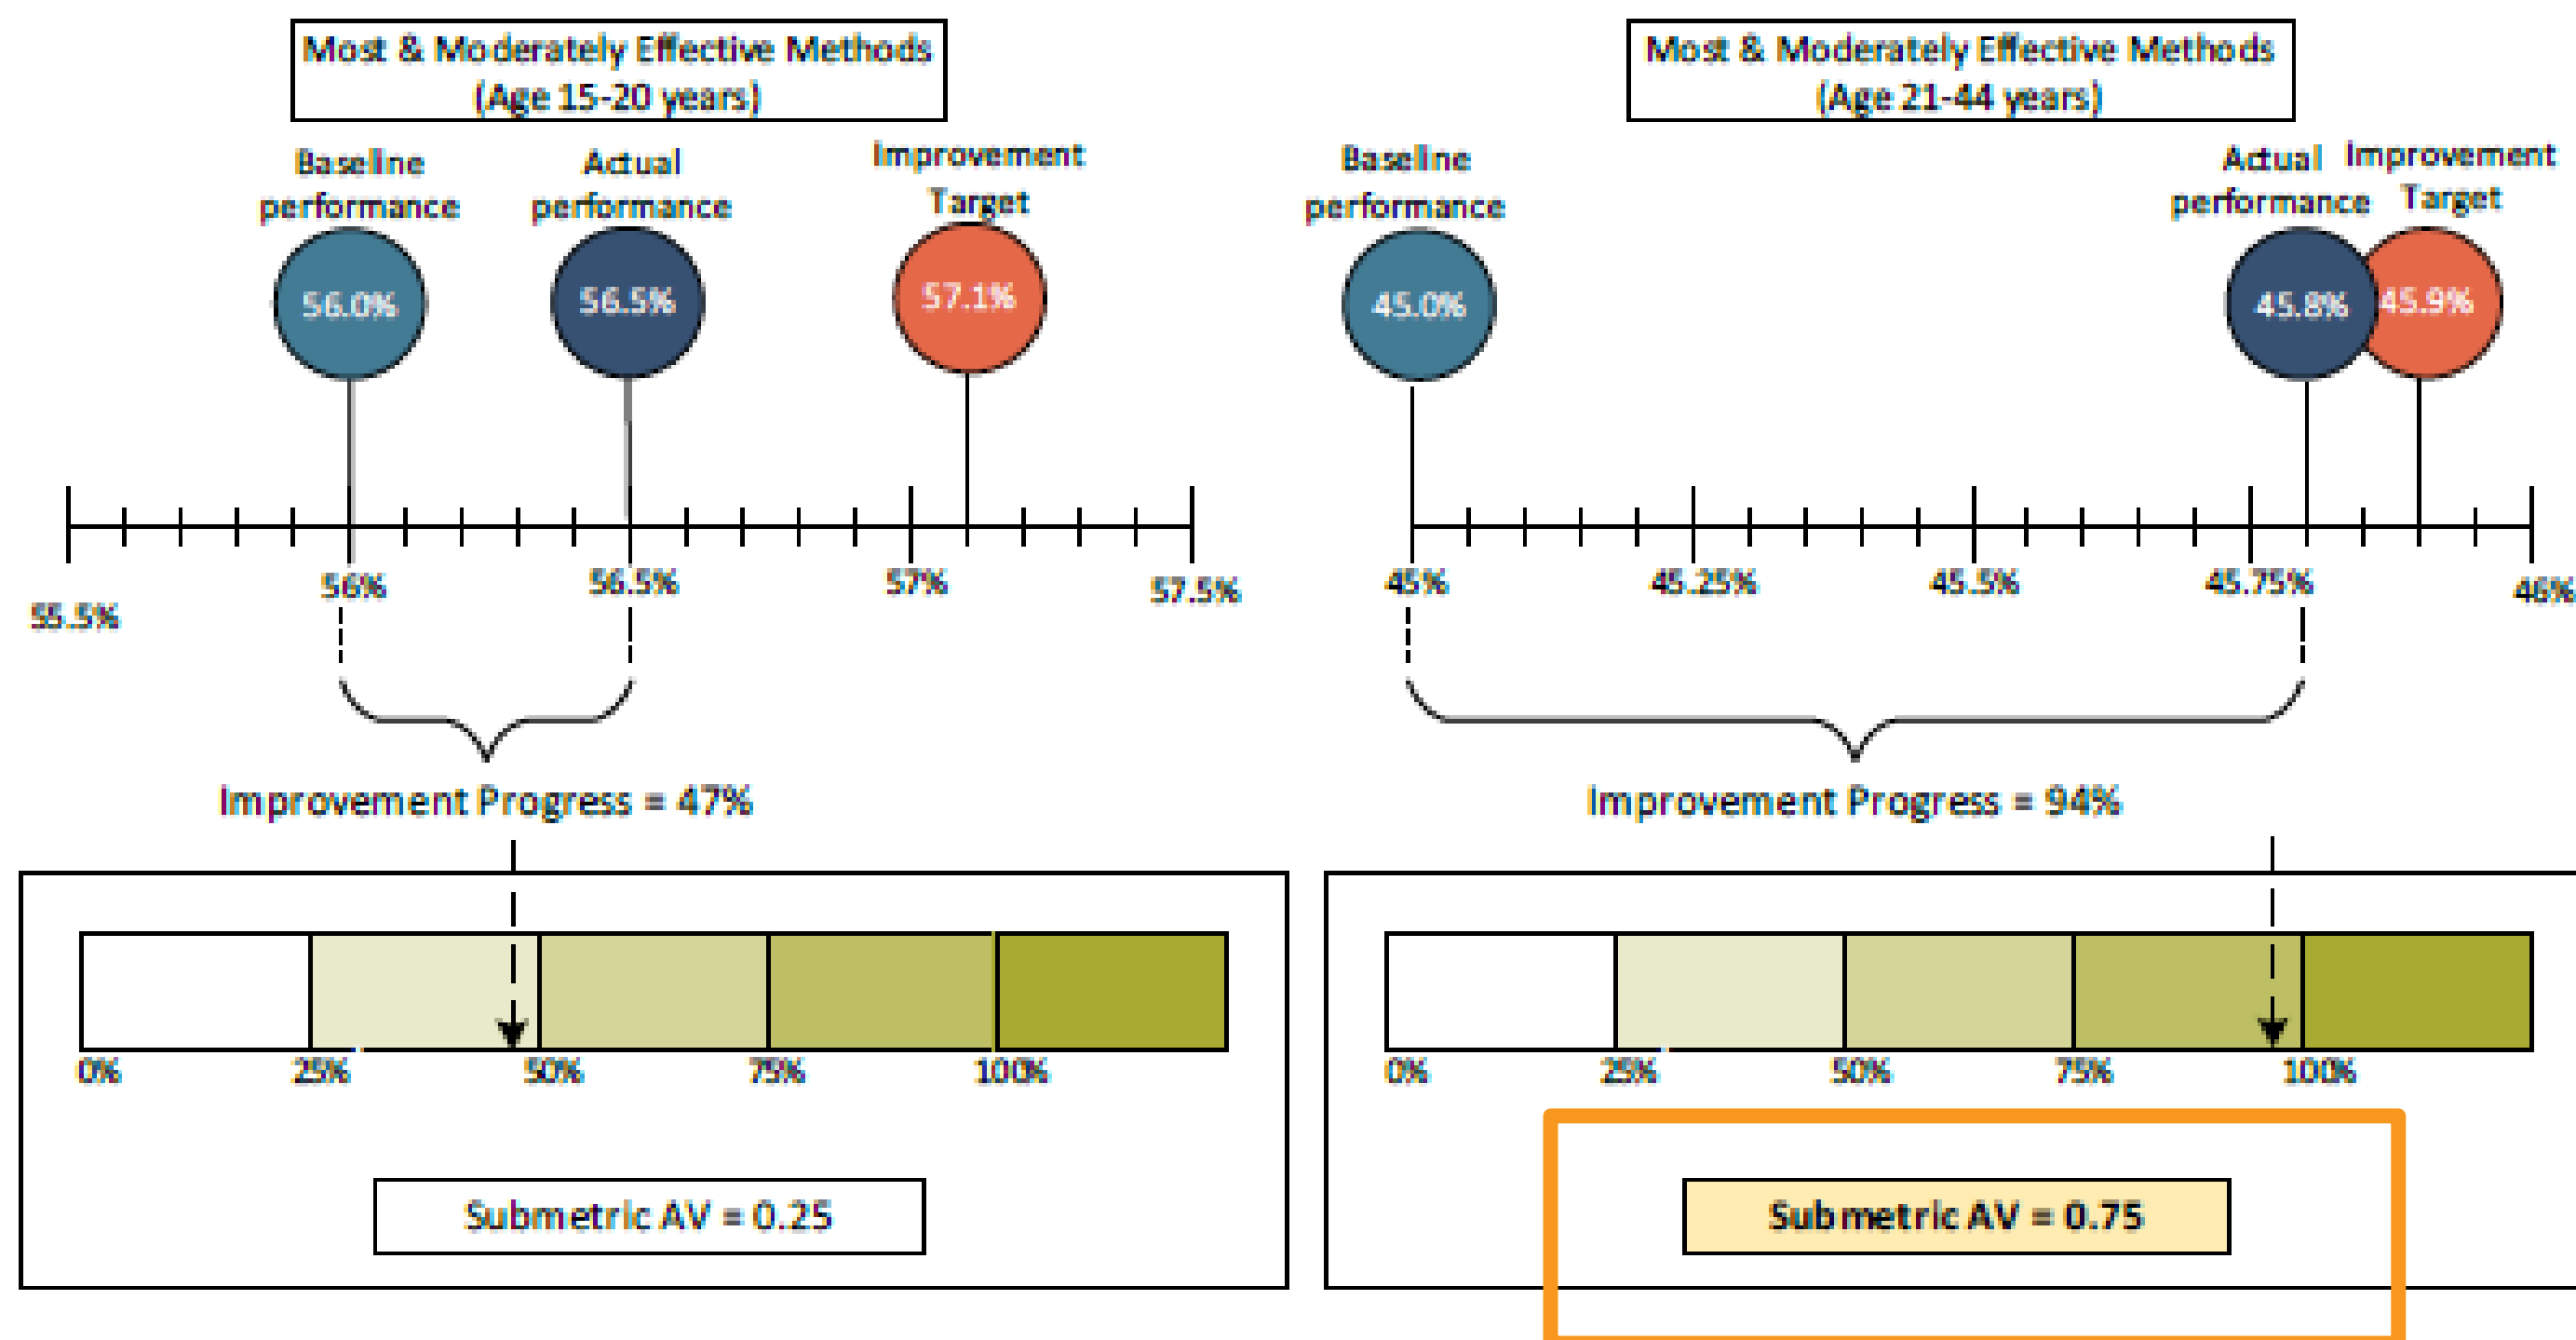 Most & Moderately Effective Methods
(Age 15-20 years)
Baseline
performance
Actual
performance
Improvement
Target
56.0%
56.5%
57.1%
55.5%
56%
56.5%
57%
57.5%
Improvement Progress = 47%
0%
25%
50%
75%
100%
Submetric AV = 0.25
Most & Moderately Effective Methods
(Age 21-44 years)
Baseline
performance
Actual
performance
Improvement
Target
45.0%
45.8%
45.9%
45%
45.25%
45.5%
45.75%
46%
Improvement Progress = 94%
0%
25%
50%
75%
100%
Submetric AV = 0.75